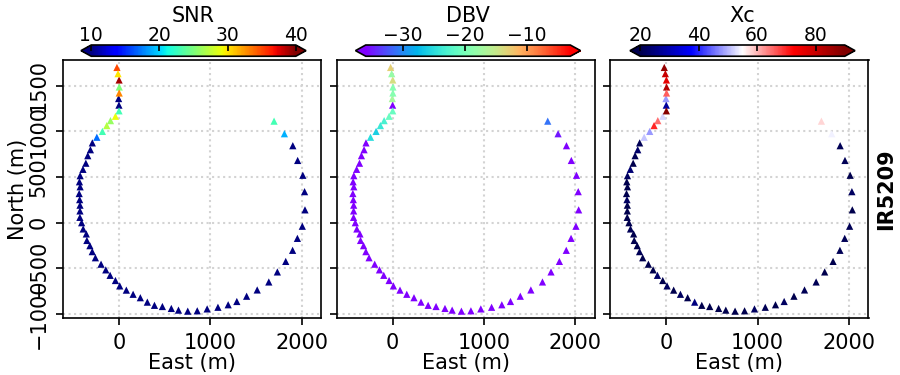 SNR DBV Xc
10 20 30 40 −30 −20 −10 20 40 60 80
North (m)
1500
1000
500
0
−500
−1000
IR5209
0 1000 2000 0 1000 2000 0 1000 2000
East (m) East (m) East (m)